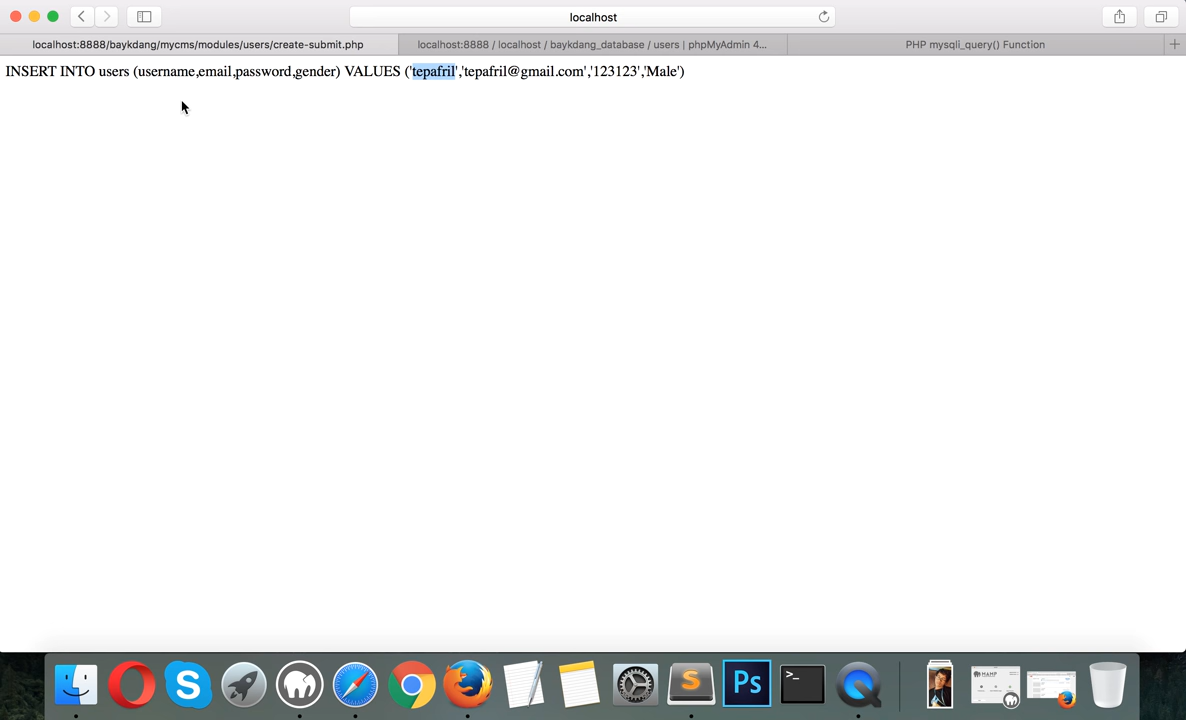 localhost
localhost:8888/baykdang/mycms/modules/users/create-submit.php
localhost:8888 / localhost / baykdang_database / users | phpMyAdmin 4...
PHP mysqli_query() Function
INSERT INTO users (username,email,password,gender) VALUES ('tepafril','tepafril@gmail.com','123123','Male')
S
S
Ps
>_